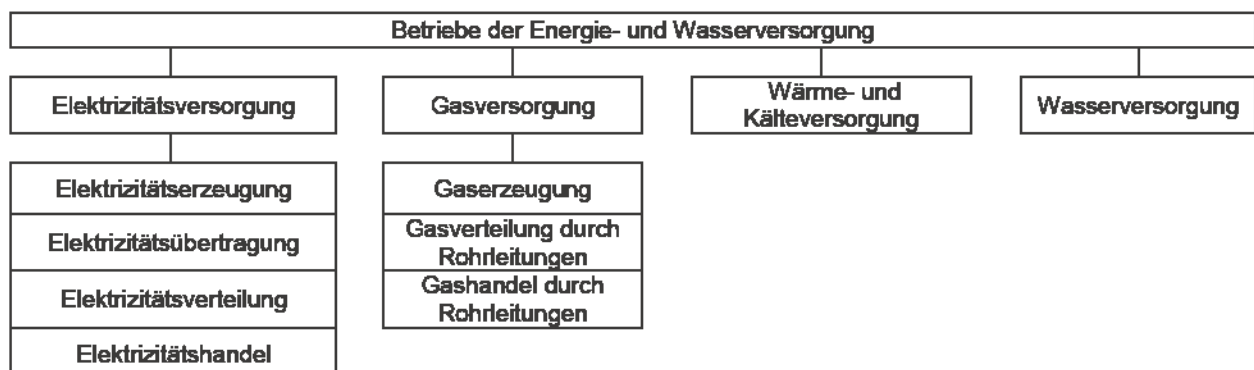 Betriebe der Energie- und Wasserversorgung
Elektrizitätsversorgung
Gasversorgung
Wärme- und
Kälteversorgung
Wasserversorgung
Elektrizitätserzeugung
Elektrizitätsübertragung
Elektrizitätsverteilung
Elektrizitätshandel
Gaserzeugung
Gasverteilung durch
Rohrleitungen
Gashandel durch
Rohrleitungen